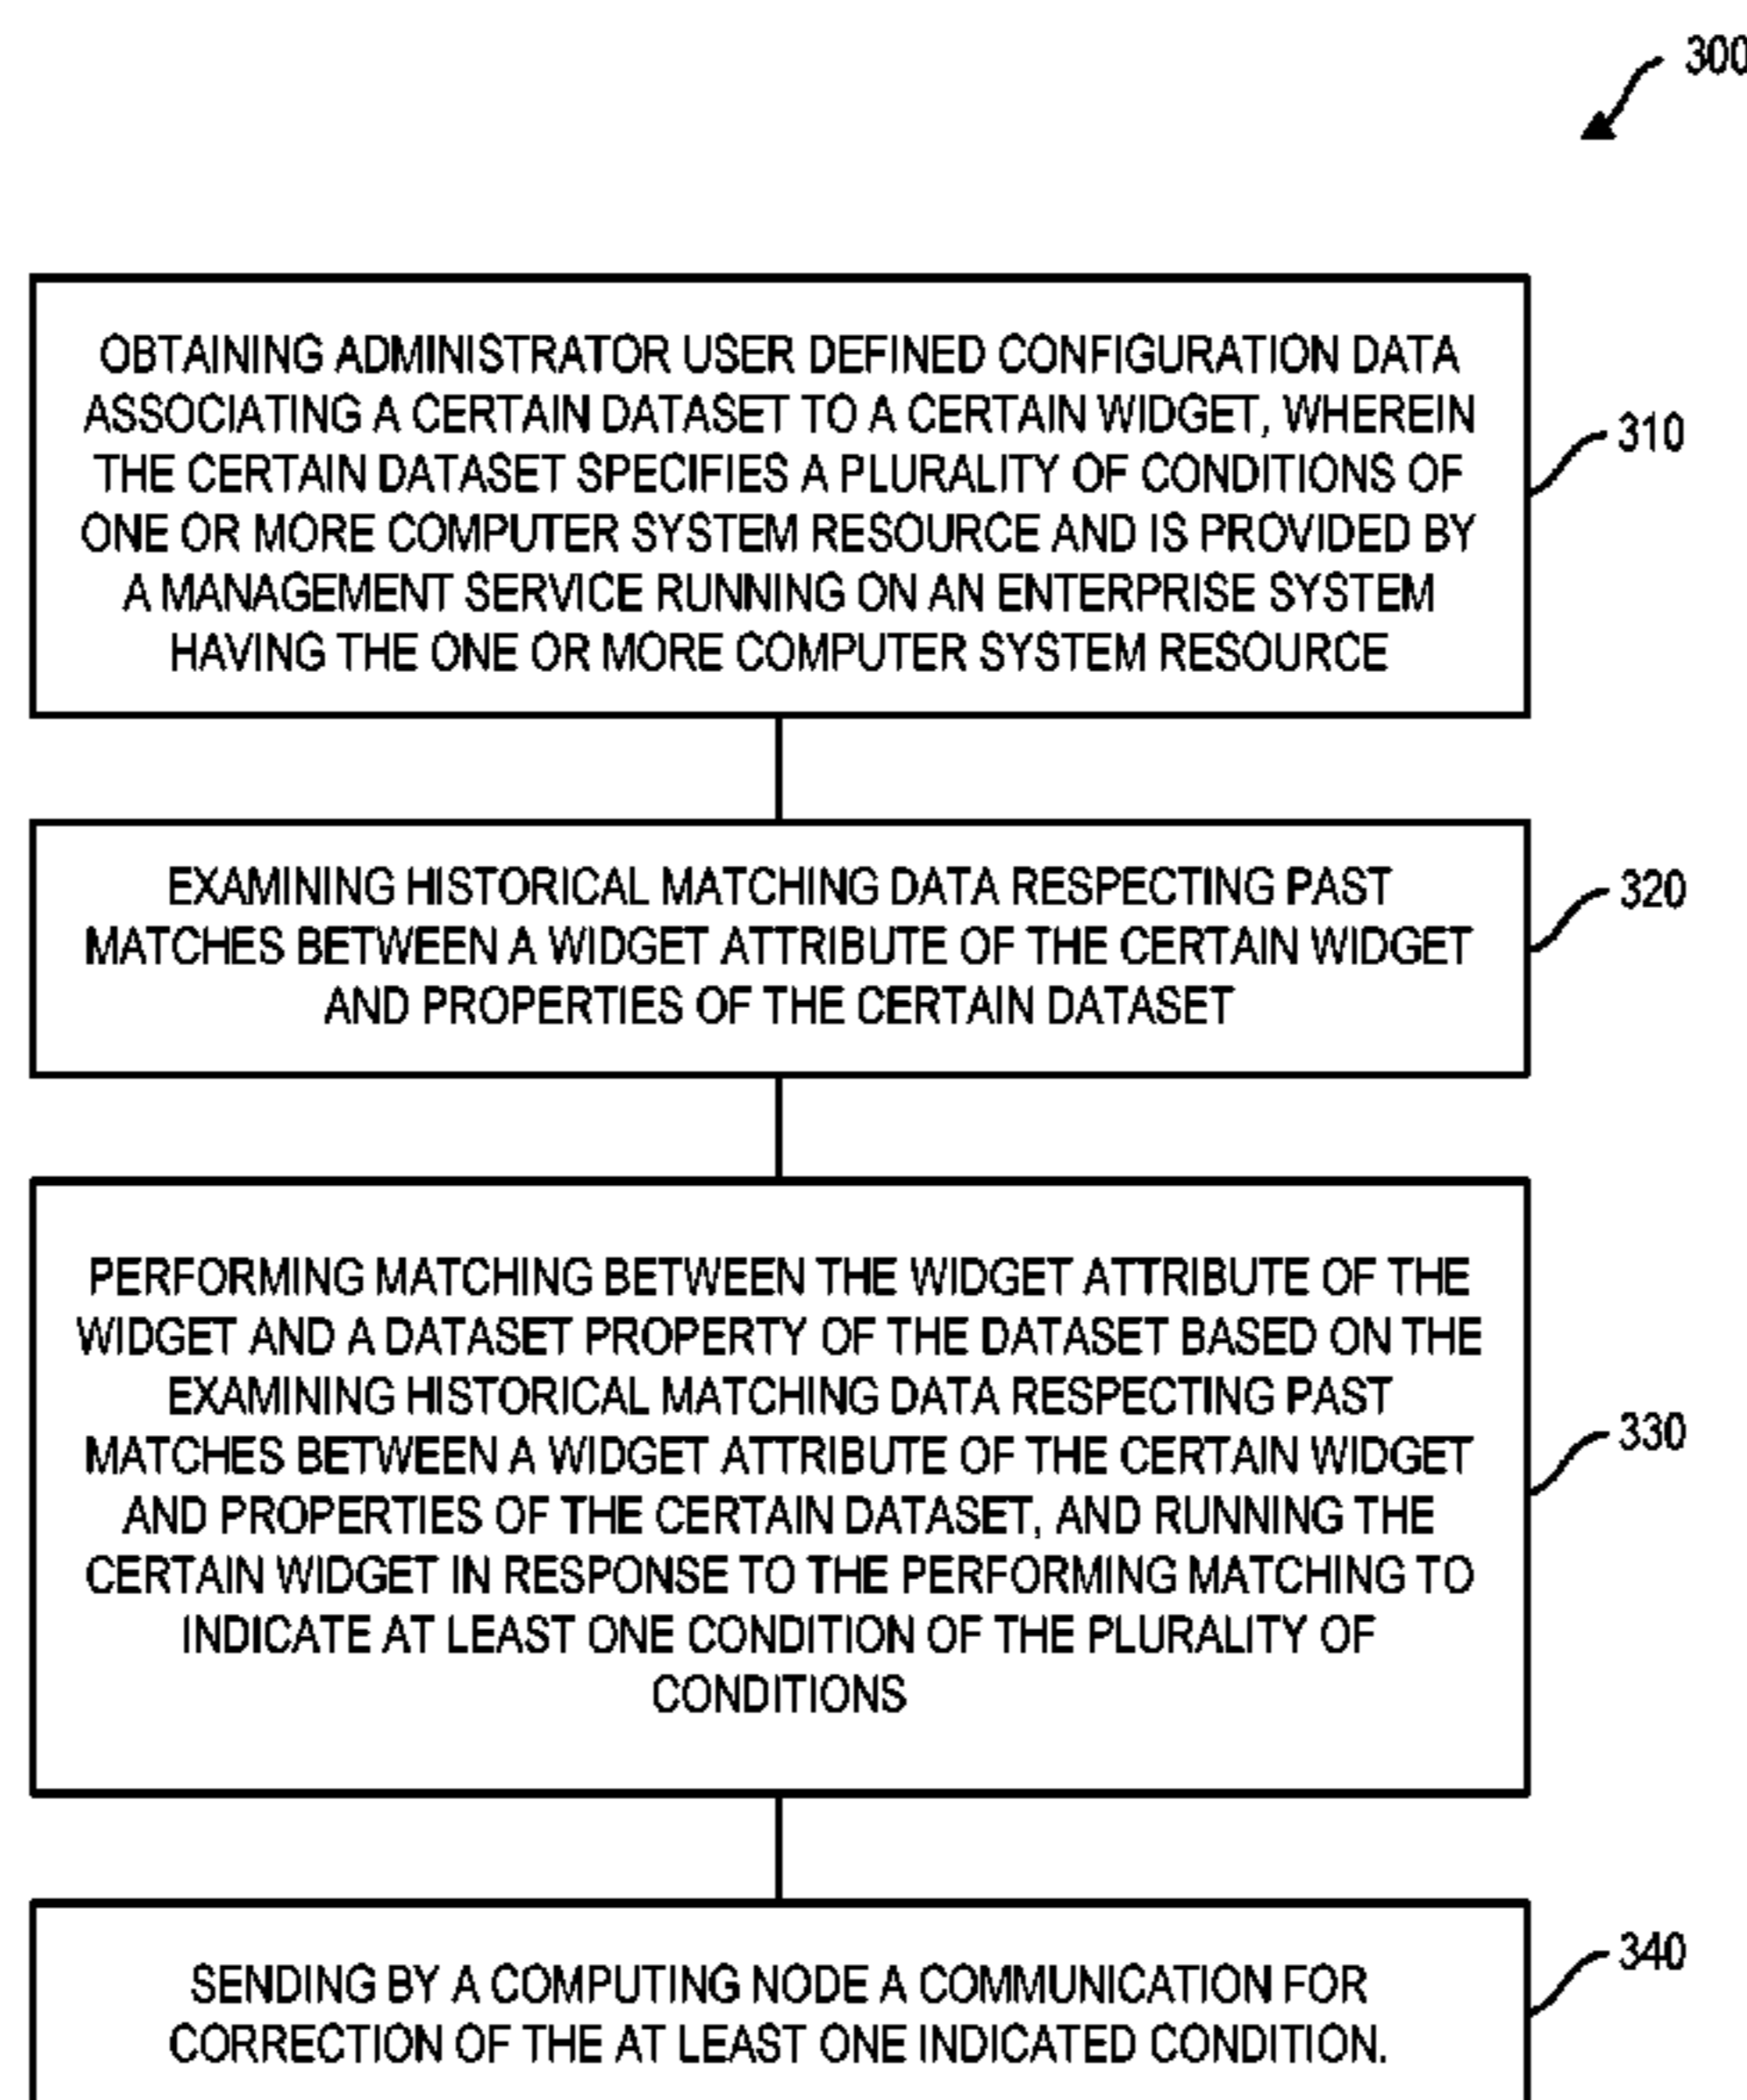 300
OBTAINING ADMINISTRATOR USER DEFINED CONFIGURATION DATA
ASSOCIATING A CERTAIN DATASET TO A CERTAIN WIDGET, WHEREIN
THE CERTAIN DATASET SPECIFIES A PLURALITY OF CONDITIONS OF
ONE OR MORE COMPUTER SYSTEM RESOURCE AND IS PROVIDED BY
A MANAGEMENT SERVICE RUNNING ON AN ENTERPRISE SYSTEM
HAVING THE ONE OR MORE COMPUTER SYSTEM RESOURCE
310
EXAMINING HISTORICAL MATCHING DATA RESPECTING PAST
MATCHES BETWEEN A WIDGET ATTRIBUTE OF THE CERTAIN WIDGET
AND PROPERTIES OF THE CERTAIN DATASET
320
PERFORMING MATCHING BETWEEN THE WIDGET ATTRIBUTE OF THE
WIDGET AND A DATASET PROPERTY OF THE DATASET BASED ON THE
EXAMINING HISTORICAL MATCHING DATA RESPECTING PAST
MATCHES BETWEEN A WIDGET ATTRIBUTE OF THE CERTAIN WIDGET
AND PROPERTIES OF THE CERTAIN DATASET, AND RUNNING THE
CERTAIN WIDGET IN RESPONSE TO THE PERFORMING MATCHING TO
INDICATE AT LEAST ONE CONDITION OF THE PLURALITY OF
CONDITIONS
330
SENDING BY A COMPUTING NODE A COMMUNICATION FOR
CORRECTION OF THE AT LEAST ONE INDICATED CONDITION.
340